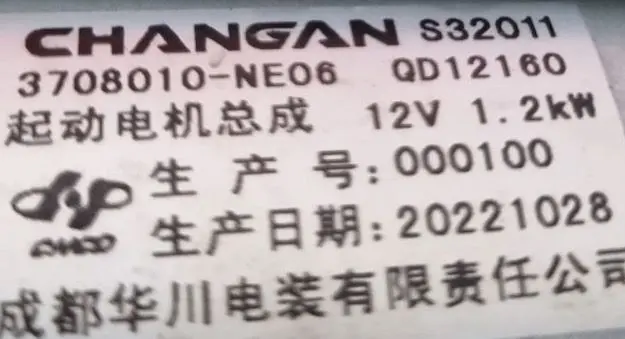 CHANGAN S32011
3708010-NE06 QD12160
起动电机总成 12V 1.2kW
生产号:000100
生产日期:20221028
成都华川电装有限责任公司